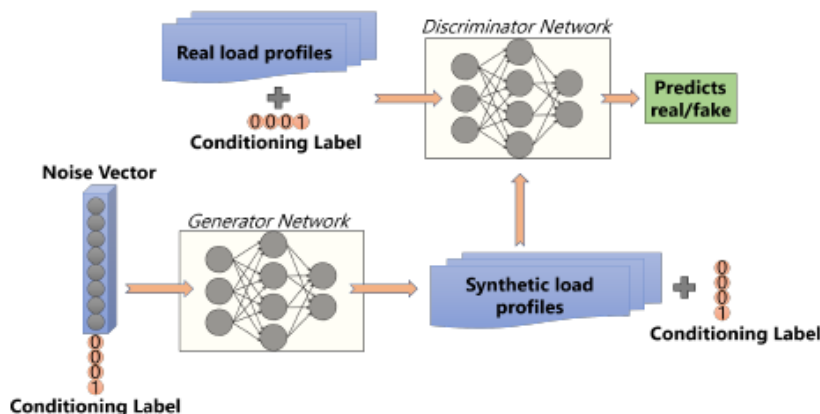 Discriminator Network
Real load profiles
0 0 0 1
Conditioning Label
Predicts
real/fake
Noise Vector
Generator Network
Synthetic load
profiles
0
0
0
1
Conditioning Label
0
0
0
1
Conditioning Label